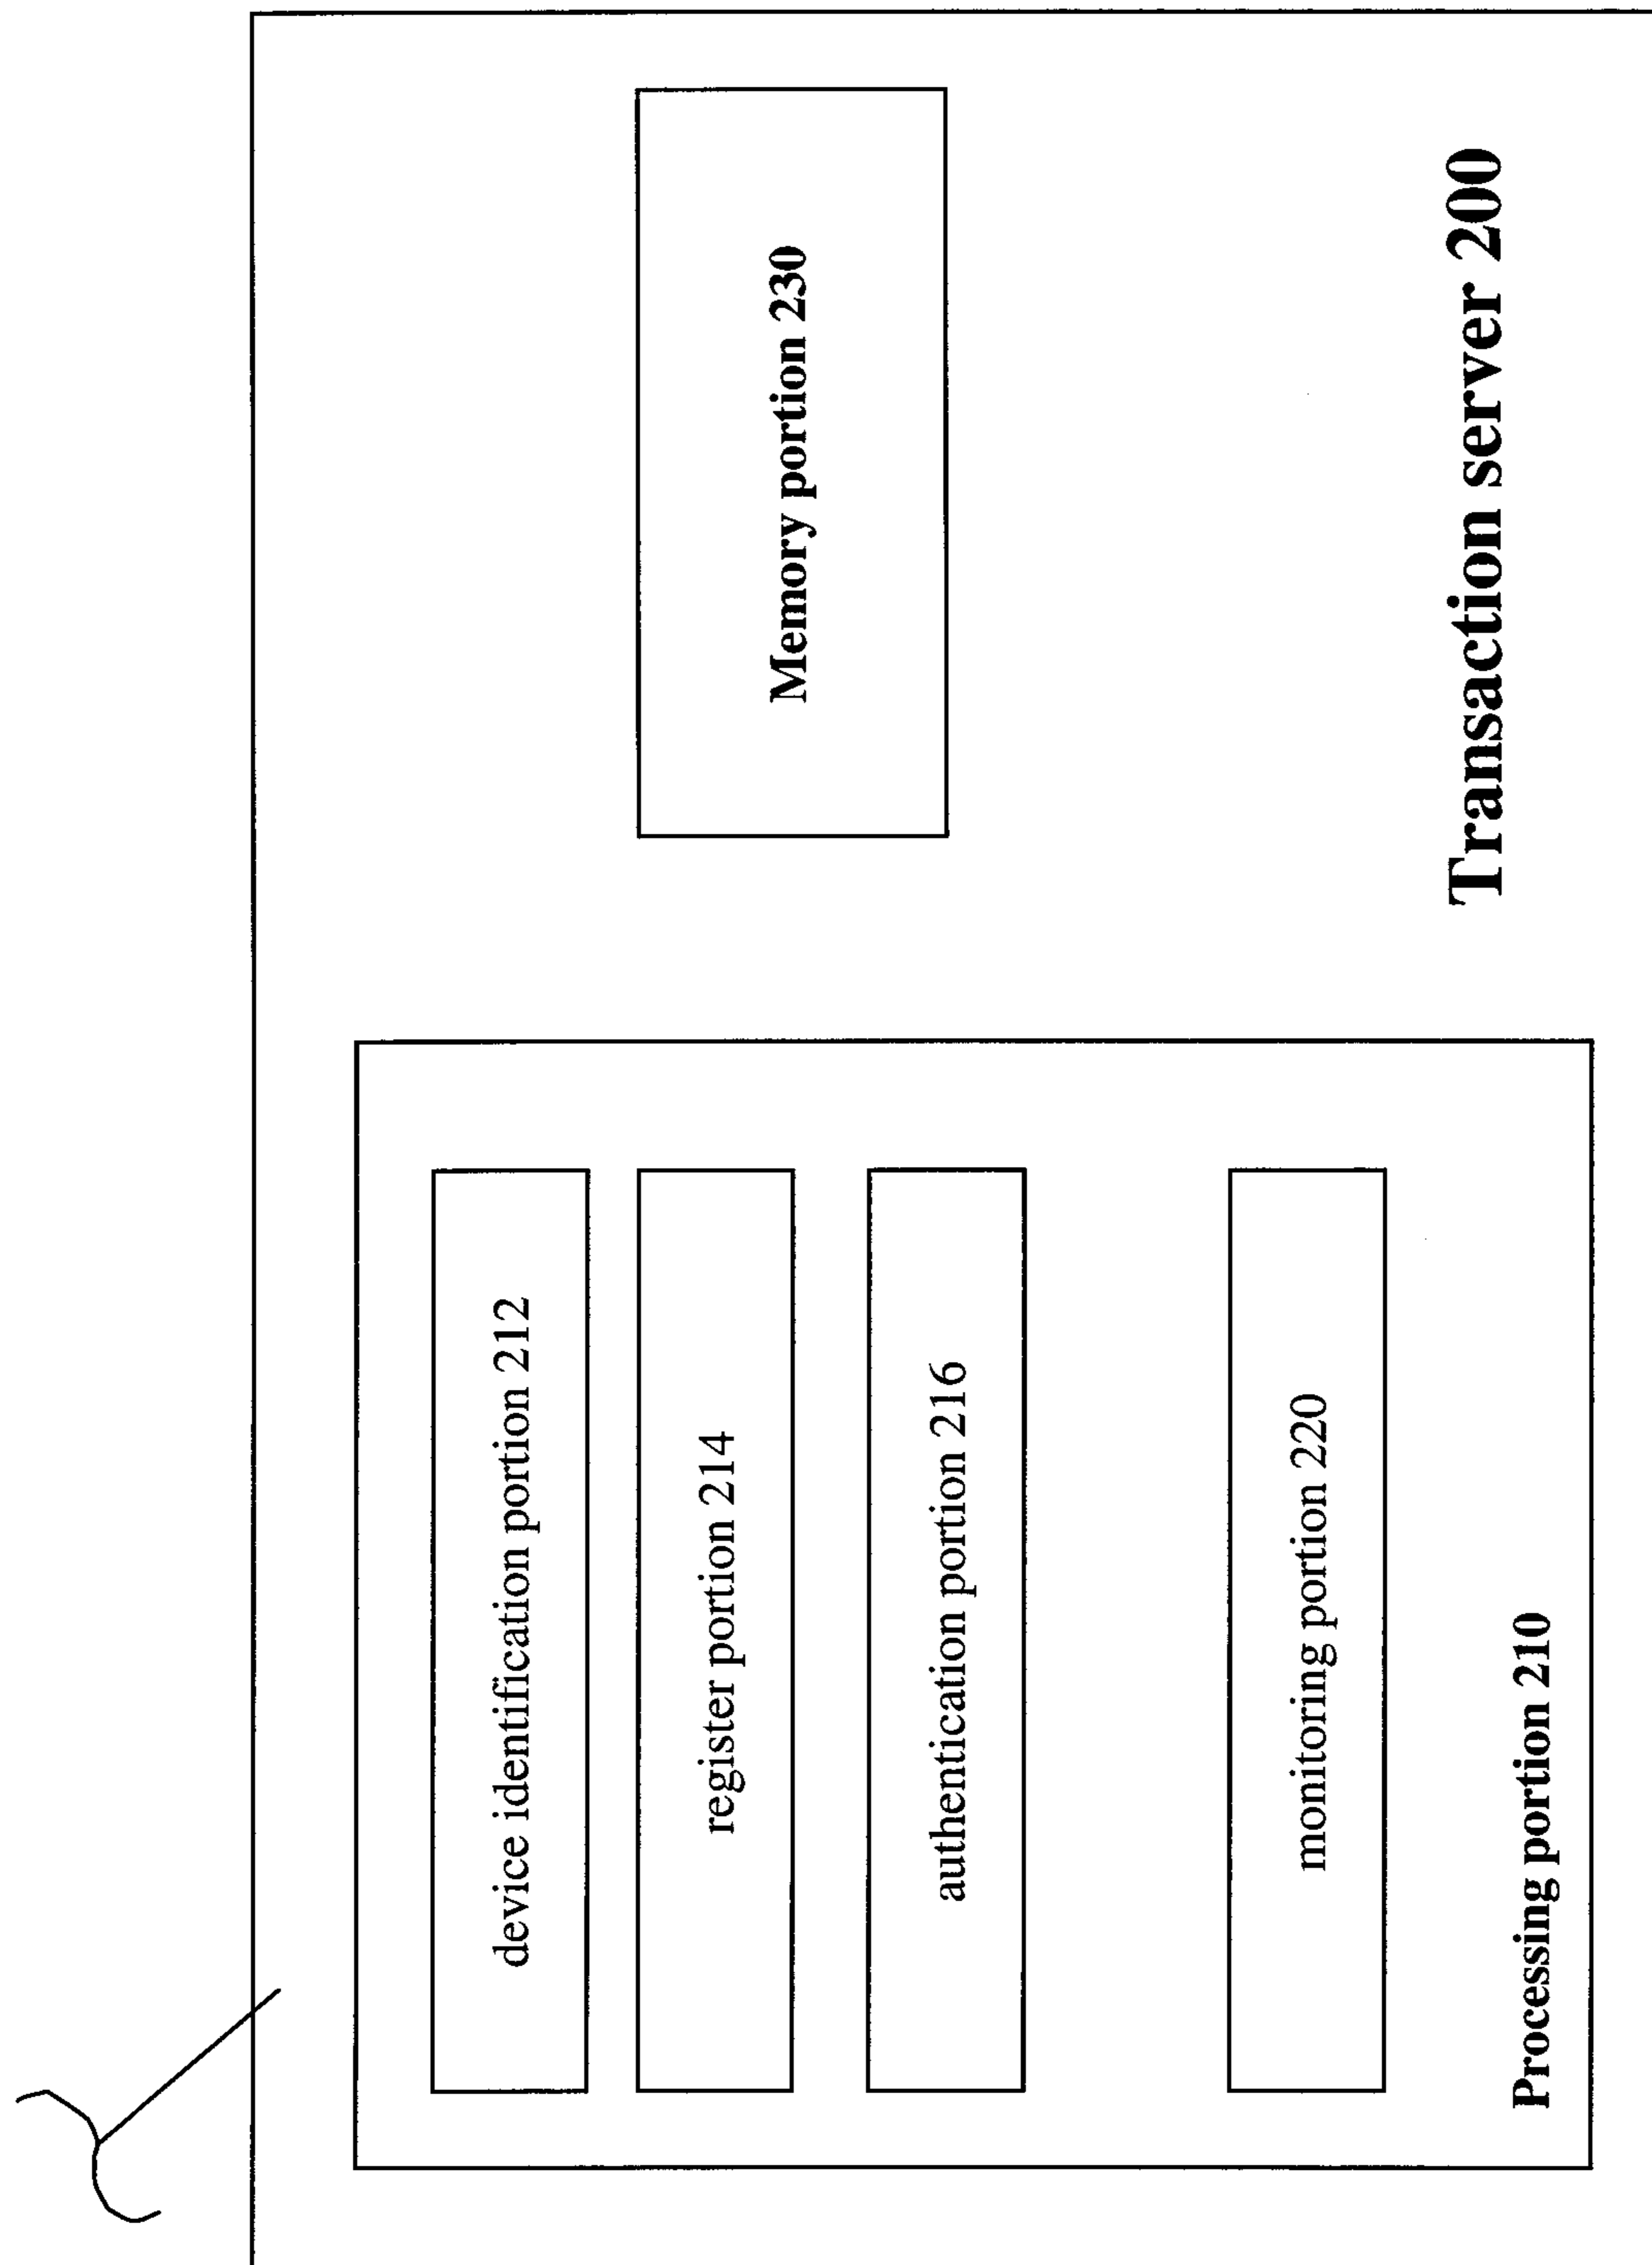 device identification portion 212
register portion 214
authentication portion 216
monitoring portion 220
Processing portion 210
Memory portion 230
Transaction server 200